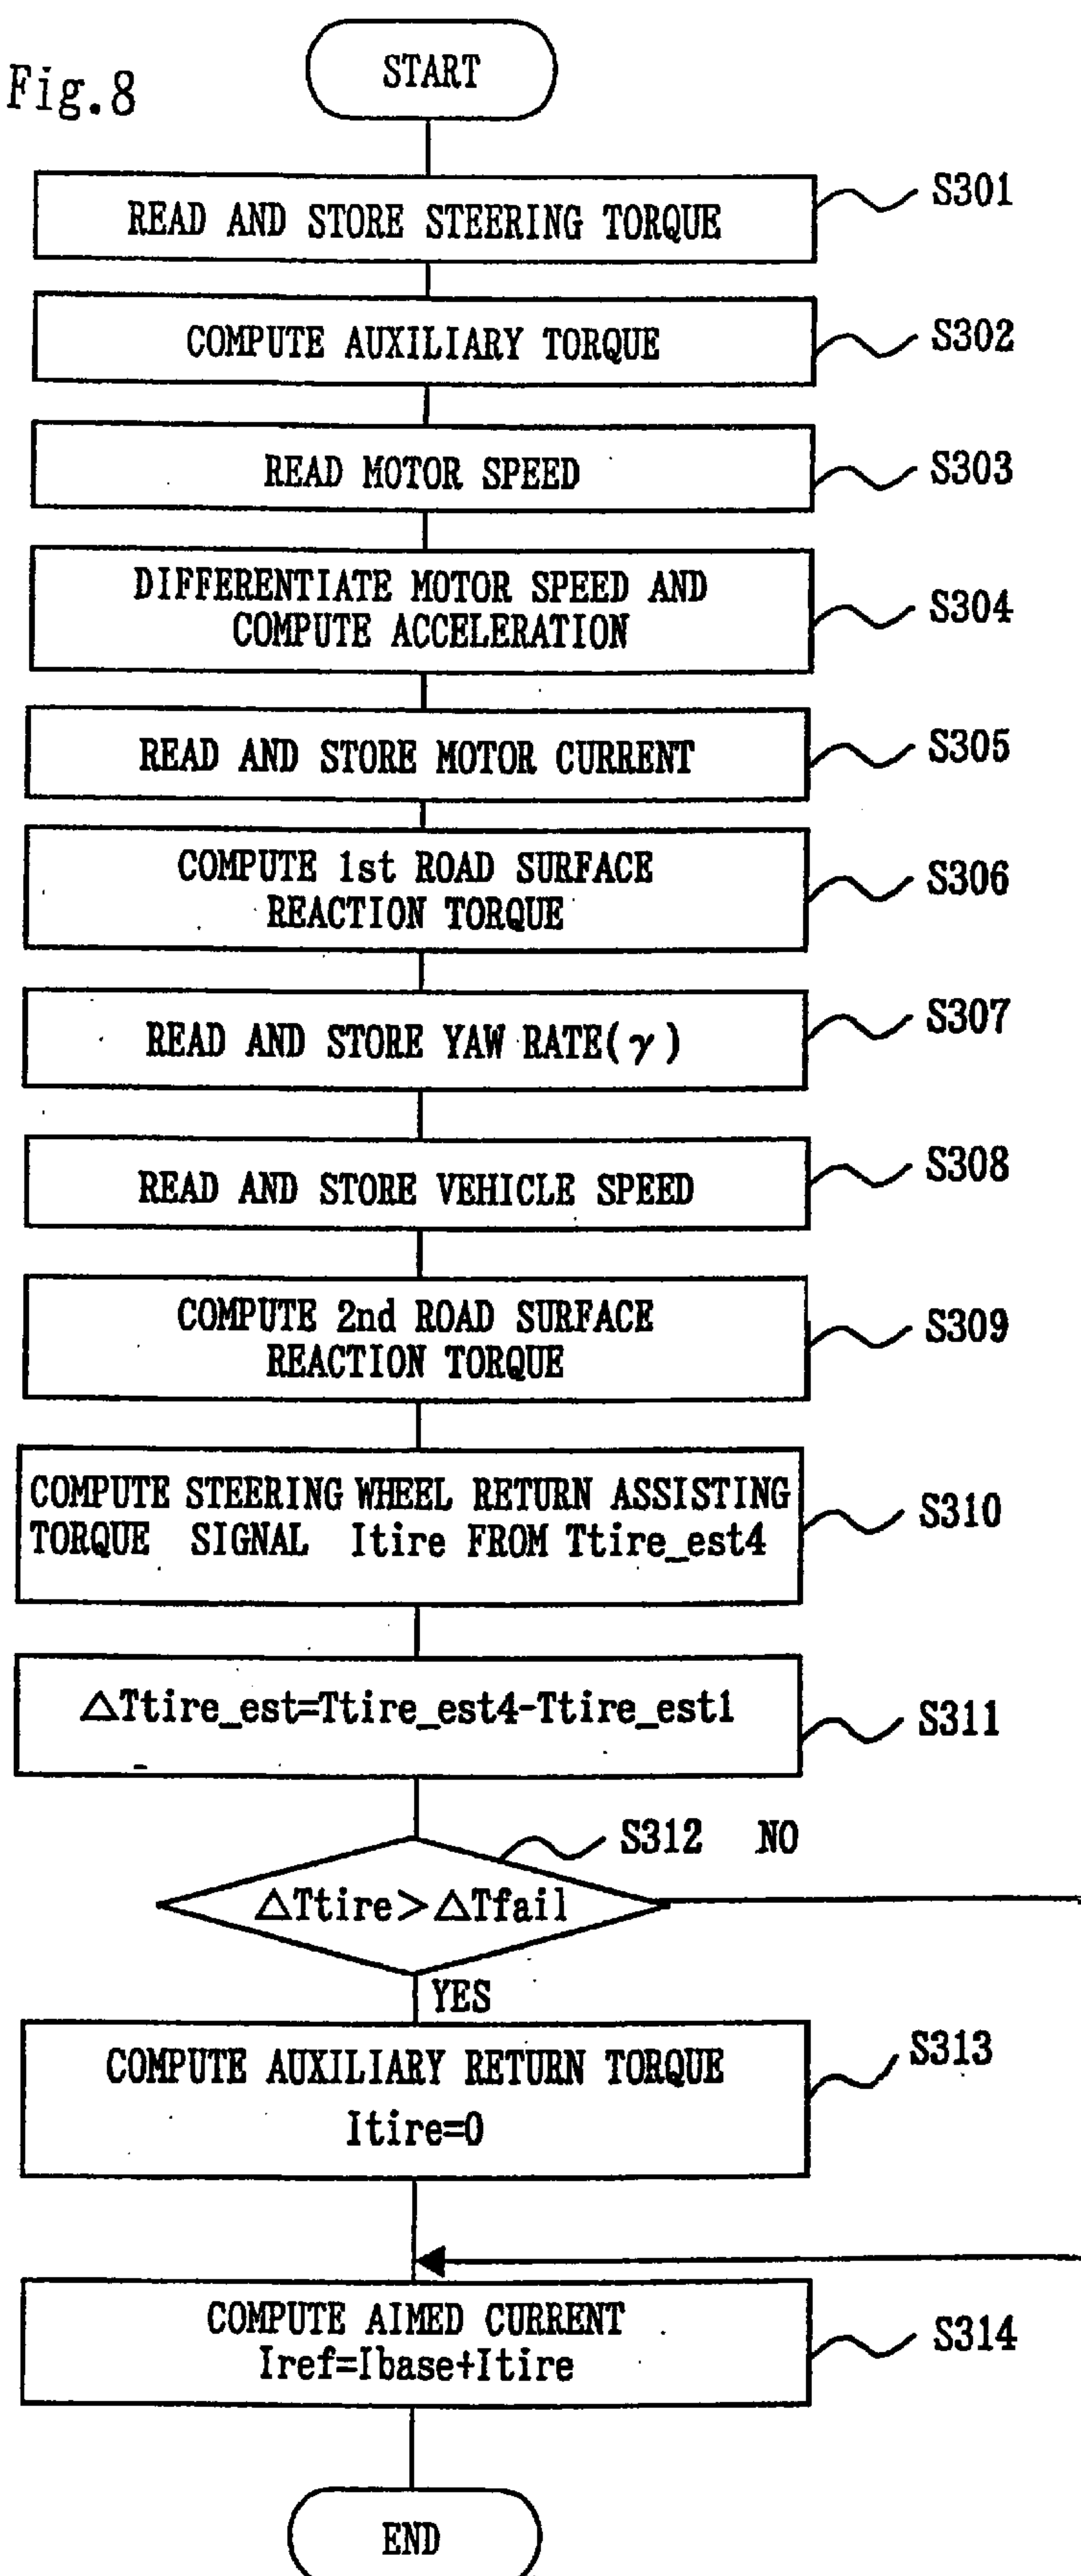 Fig.8
START
READ AND STORE STEERING TORQUE
S301
COMPUTE AUXILIARY TORQUE
S302
READ MOTOR SPEED
S303
DIFFERENTIATE MOTOR SPEED AND
COMPUTE ACCELERATION
S304
READ AND STORE MOTOR CURRENT
S305
COMPUTE 1st ROAD SURFACE
REACTION TORQUE
S306
READ AND STORE YAW RATE(γ)
S307
READ AND STORE VEHICLE SPEED
S308
COMPUTE 2nd ROAD SURFACE
REACTION TORQUE
S309
COMPUTE STEERING WHEEL RETURN ASSISTING
TORQUE SIGNAL Itire FROM Ttire_est4
S310
△Ttire_est=Ttire_est4-Ttire_est1
S311
S312 NO
△Ttire>△Tfail
YES
COMPUTE AUXILIARY RETURN TORQUE
Itire=0
S313
COMPUTE AIMED CURRENT
Iref=Ibase+Itire
S314
END